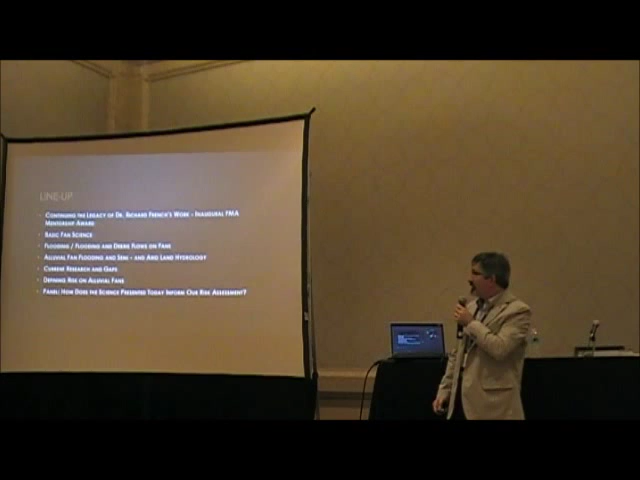 LINE-UP
Continuing the Legacy of Dr. Richard French's Work - Inaugural FMA
Mentorship Award
Basic Fan Science
Flooding / Flooding and Debris Flows on Fans
Alluvial Fan Flooding and Semi - and Arid Land Hydrology
Current Research and Gaps
Defining Risk on Alluvial Fans
Panel: How Does the Science Presented Today Inform Our Risk Assessment?